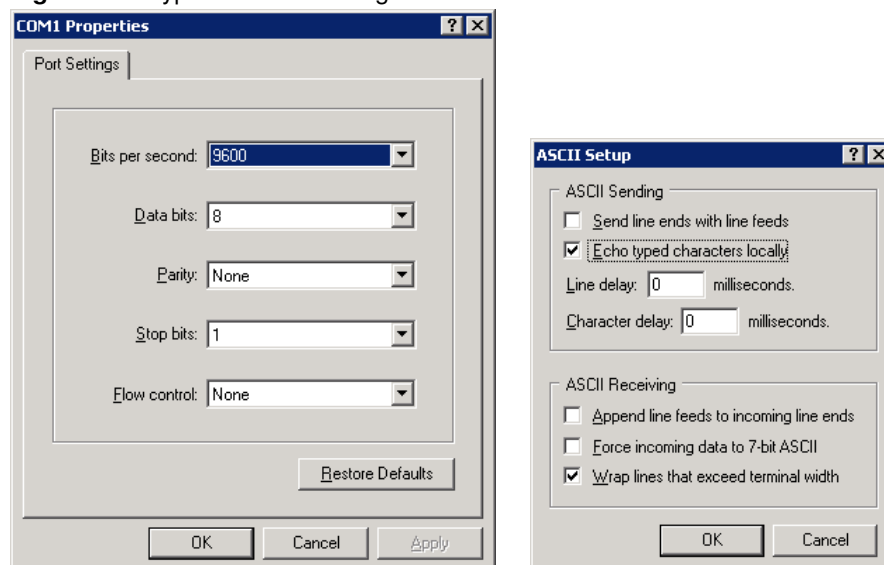 COM1 Properties
Port Settings
Bits per second: 9600
Data bits: 8
Parity: None
Stop bits: 1
Flow control: None
Restore Defaults
OK Cancel Apply
ASCII Setup
ASCII Sending
Send line ends with line feeds
Echo typed characters locally
Line delay: 0 milliseconds.
Character delay: 0 milliseconds.
ASCII Receiving
Append line feeds to incoming line ends
Force incoming data to 7-bit ASCII
Wrap lines that exceed terminal width
OK Cancel